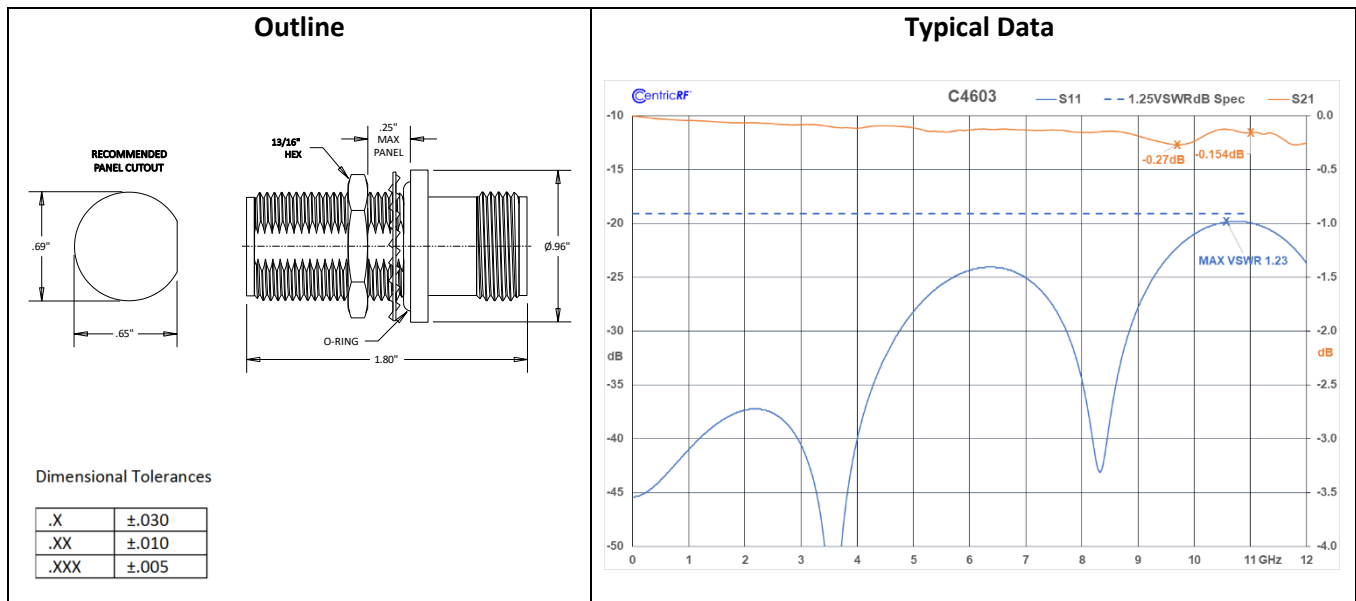 Outline
RECOMMENDED
PANEL CUTOUT
.69"
.65"
13/16"
HEX
.25"
MAX
PANEL
Ø.96"
O-RING
1.80"
Dimensional Tolerances
.X ±.030
.XX ±.010
.XXX ±.005
Typical Data
CentricRF
C4603
S11
1.25VSWRdB Spec
S21
-10
-15
-20
-25
-30
dB
-35
-40
-45
-50
0.0
-0.5
-1.0
-1.5
-2.0
dB
-2.5
-3.0
-3.5
-4.0
-0.27dB
-0.154dB
MAX VSWR 1.23
0 1 2 3 4 5 6 7 8 9 10 11 GHz 12